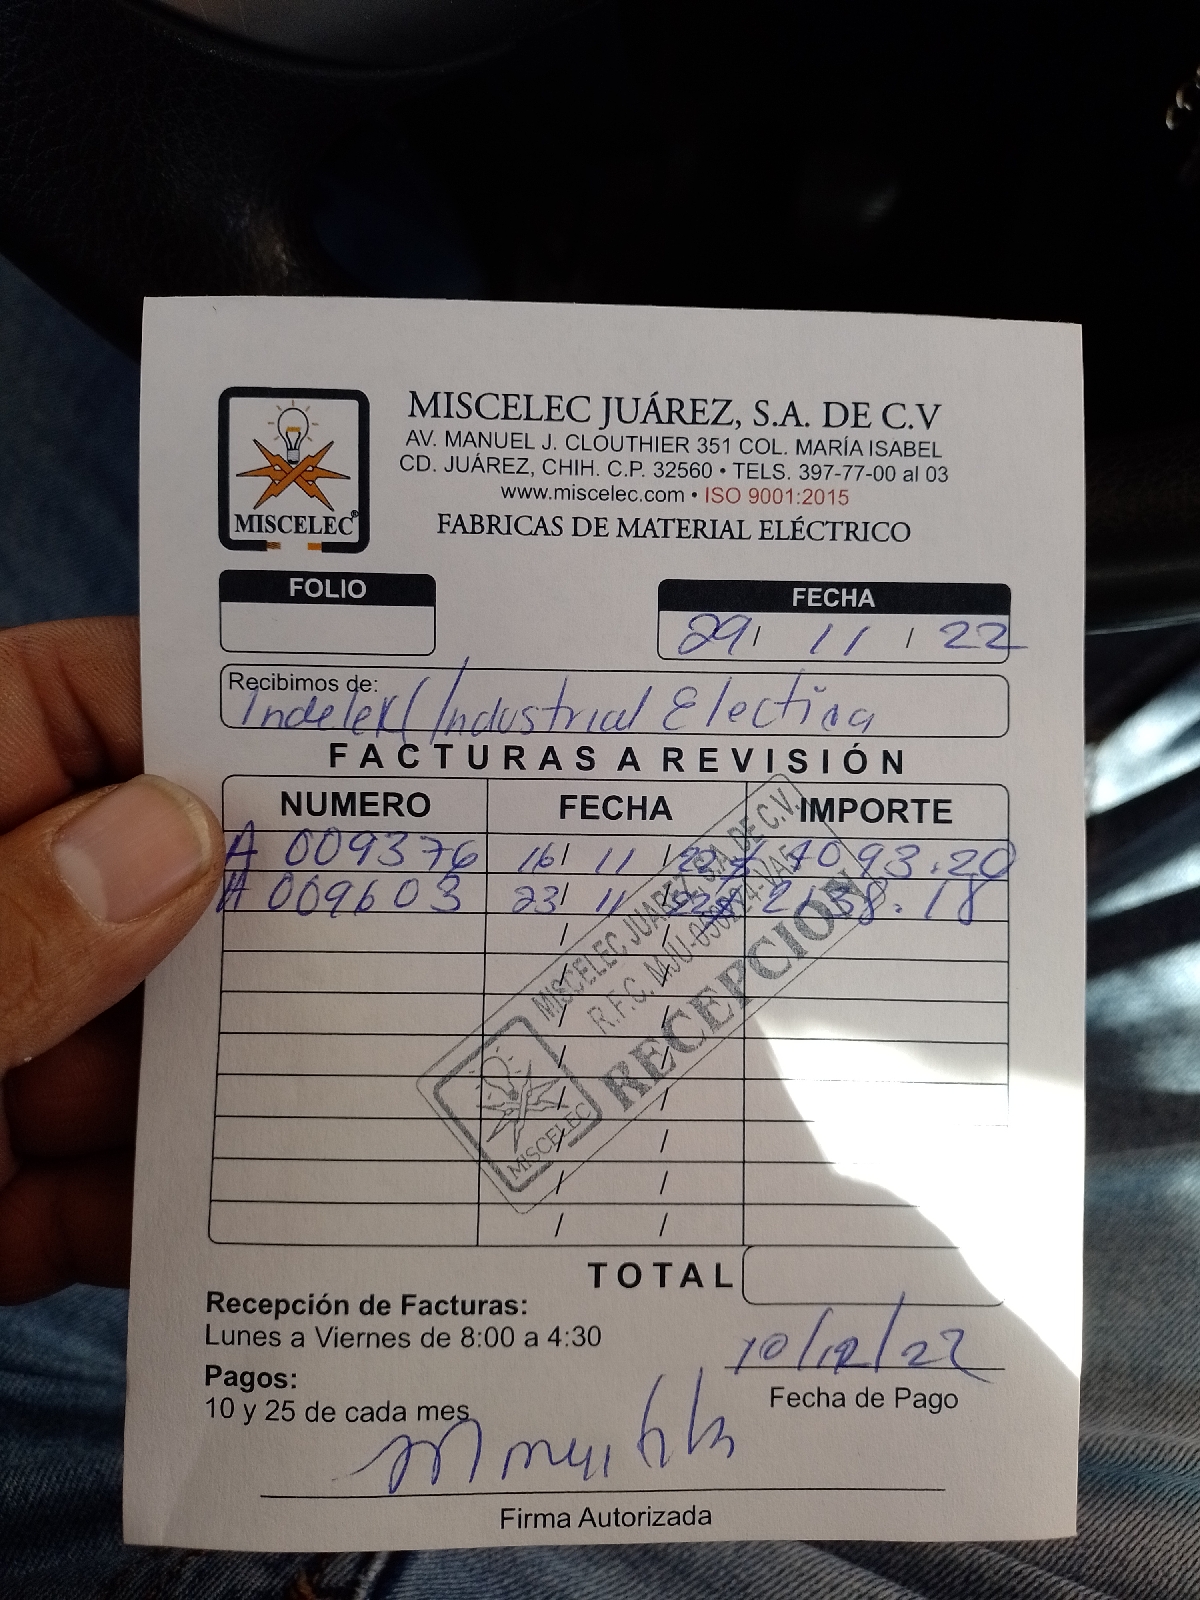 MISCELEC®
MISCELEC JUÁREZ, S.A. DE C.V
AV. MANUEL J. CLOUTHIER 351 COL. MARÍA ISABEL
CD. JUÁREZ, CHIH. C.P. 32560 • TELS. 397-77-00 al 03
www.miscelec.com • ISO 9001:2015
FABRICAS DE MATERIAL ELÉCTRICO
FOLIO
FECHA
29/ 11 / 22
Recibimos de:
Indelek/Industrial Electrica
FACTURAS A REVISIÓN
NUMERO FECHA IMPORTE
A 009376 16/ 11 / 22 4093.20
A 009603 23/ 11 / 22 2158.18
MISCELEC JUAREZ, S.A. DE C.V.
RECEPCION
MISCELEC
TOTAL
Recepción de Facturas:
Lunes a Viernes de 8:00 a 4:30
10/12/22
Pagos:
Fecha de Pago
10 y 25 de cada mes
Firma Autorizada